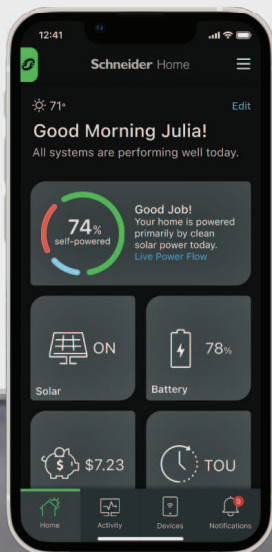 12:41
Schneider Home
71°
Edit
Good Morning Julia!
All systems are performing well today.
74%
self-powered
Good Job!
Your home is powered
primarily by clean
solar power today.
Live Power Flow
ON
Solar
78%
Battery
$
$7.23
TOU
Home
Activity
Devices
9
Notifications